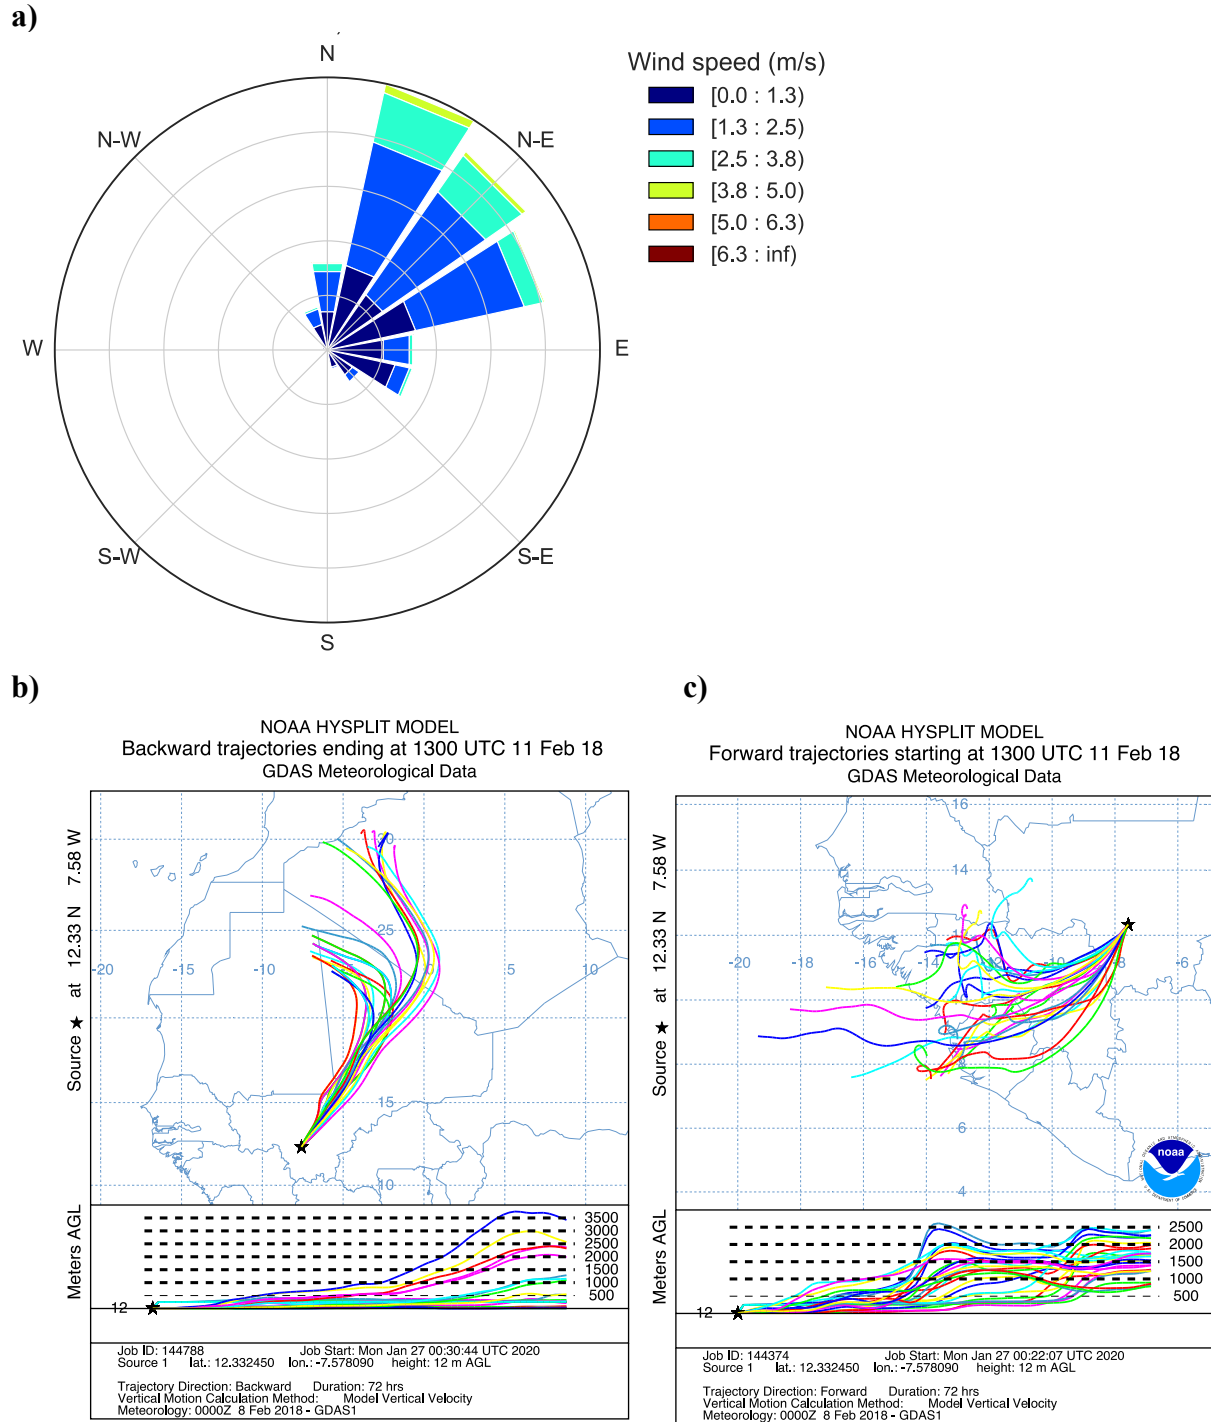 a)
N
N-E
E
S-E
S
S-W
W
N-W
Wind speed (m/s)
[0.0 : 1.3)
[1.3 : 2.5)
[2.5 : 3.8)
[3.8 : 5.0)
[5.0 : 6.3)
[6.3 : inf)
b)
NOAA HYSPLIT MODEL
Backward trajectories ending at 1300 UTC 11 Feb 18
GDAS Meteorological Data
Source ★ at 12.33 N 7.58 W
30
25
-20 -15 -10 -5 0 5 10
15
10
Meters AGL
12
3500
3000
2500
2000
1500
1000
500
Job ID: 144788 Job Start: Mon Jan 27 00:30:44 UTC 2020
Source 1 lat.: 12.332450 lon.: -7.578090 height: 12 m AGL
Trajectory Direction: Backward Duration: 72 hrs
Vertical Motion Calculation Method: Model Vertical Velocity
Meteorology: 0000Z 8 Feb 2018 - GDAS1
c)
NOAA HYSPLIT MODEL
Forward trajectories starting at 1300 UTC 11 Feb 18
GDAS Meteorological Data
Source ★ at 12.33 N 7.58 W
16
14
-20 -18 -16 -14 -12 -10 -8 -6
6
4
noaa
Meters AGL
12
2500
2000
1500
1000
500
Job ID: 144374 Job Start: Mon Jan 27 00:22:07 UTC 2020
Source 1 lat.: 12.332450 lon.: -7.578090 height: 12 m AGL
Trajectory Direction: Forward Duration: 72 hrs
Vertical Motion Calculation Method: Model Vertical Velocity
Meteorology: 0000Z 8 Feb 2018 - GDAS1